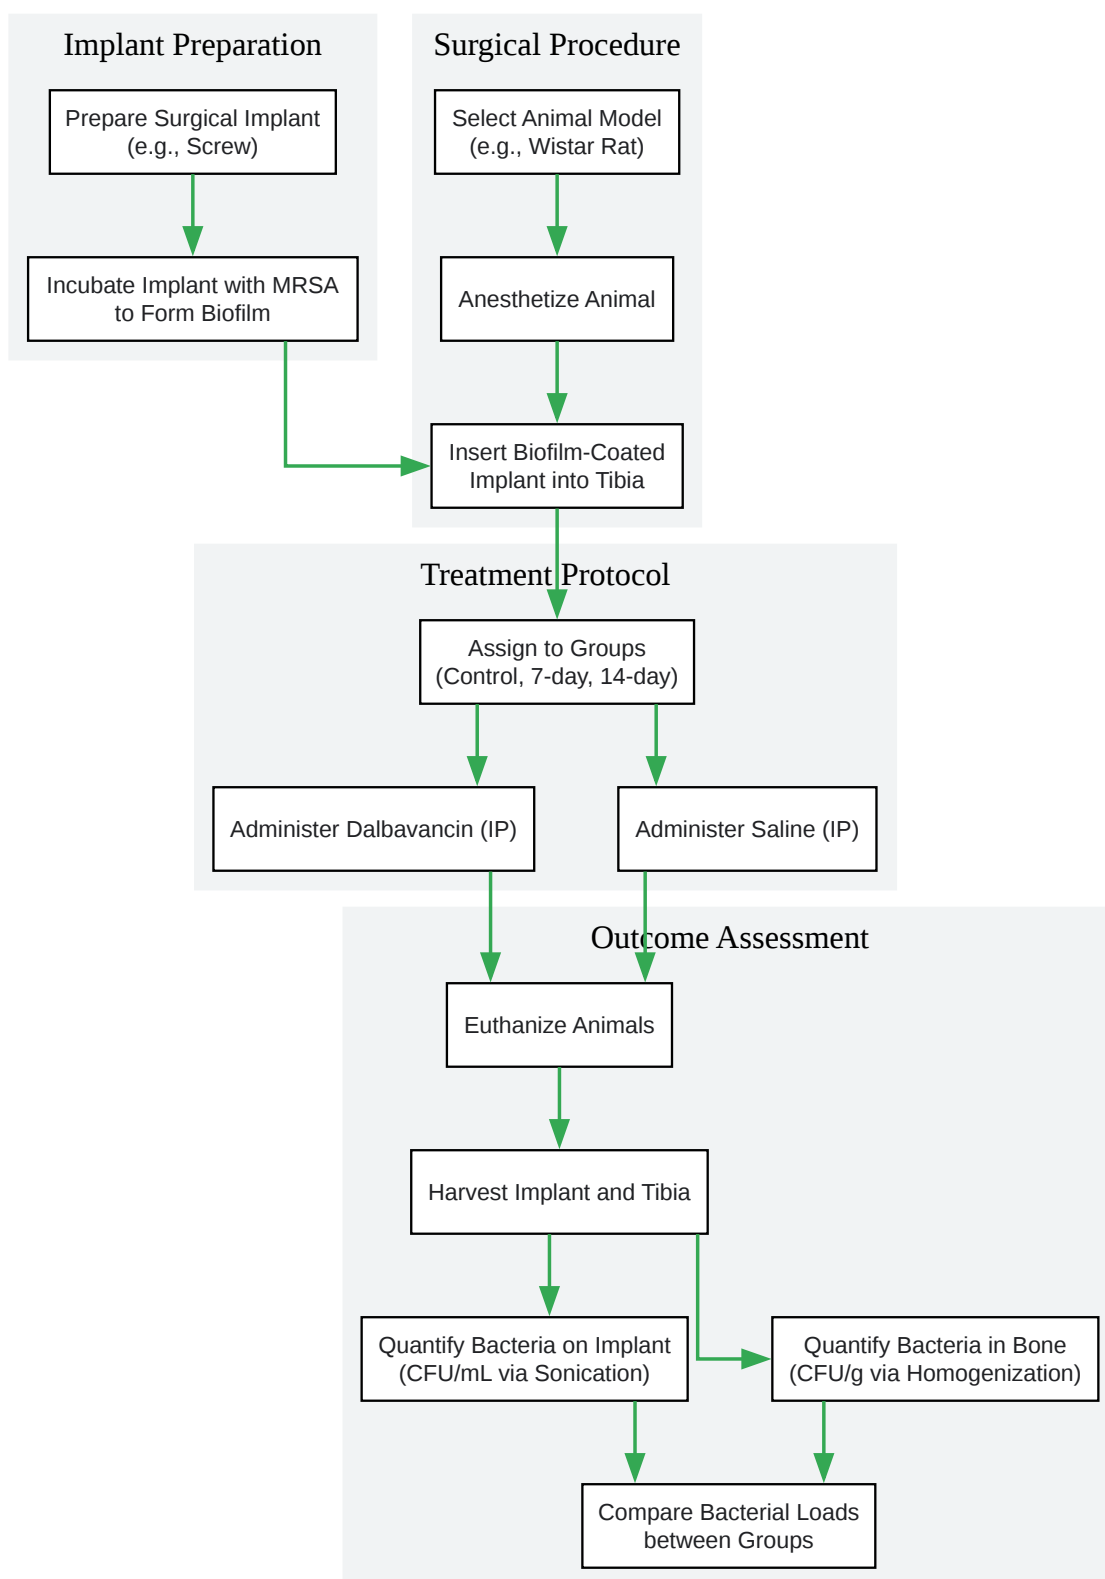 Implant Preparation
Prepare Surgical Implant
(e.g., Screw)
Incubate Implant with MRSA
to Form Biofilm
Surgical Procedure
Select Animal Model
(e.g., Wistar Rat)
Anesthetize Animal
Insert Biofilm-Coated
Implant into Tibia
Treatment Protocol
Assign to Groups
(Control, 7-day, 14-day)
Administer Dalbavancin (IP)
Administer Saline (IP)
Outcome Assessment
Euthanize Animals
Harvest Implant and Tibia
Quantify Bacteria on Implant
(CFU/mL via Sonication)
Quantify Bacteria in Bone
(CFU/g via Homogenization)
Compare Bacterial Loads
between Groups